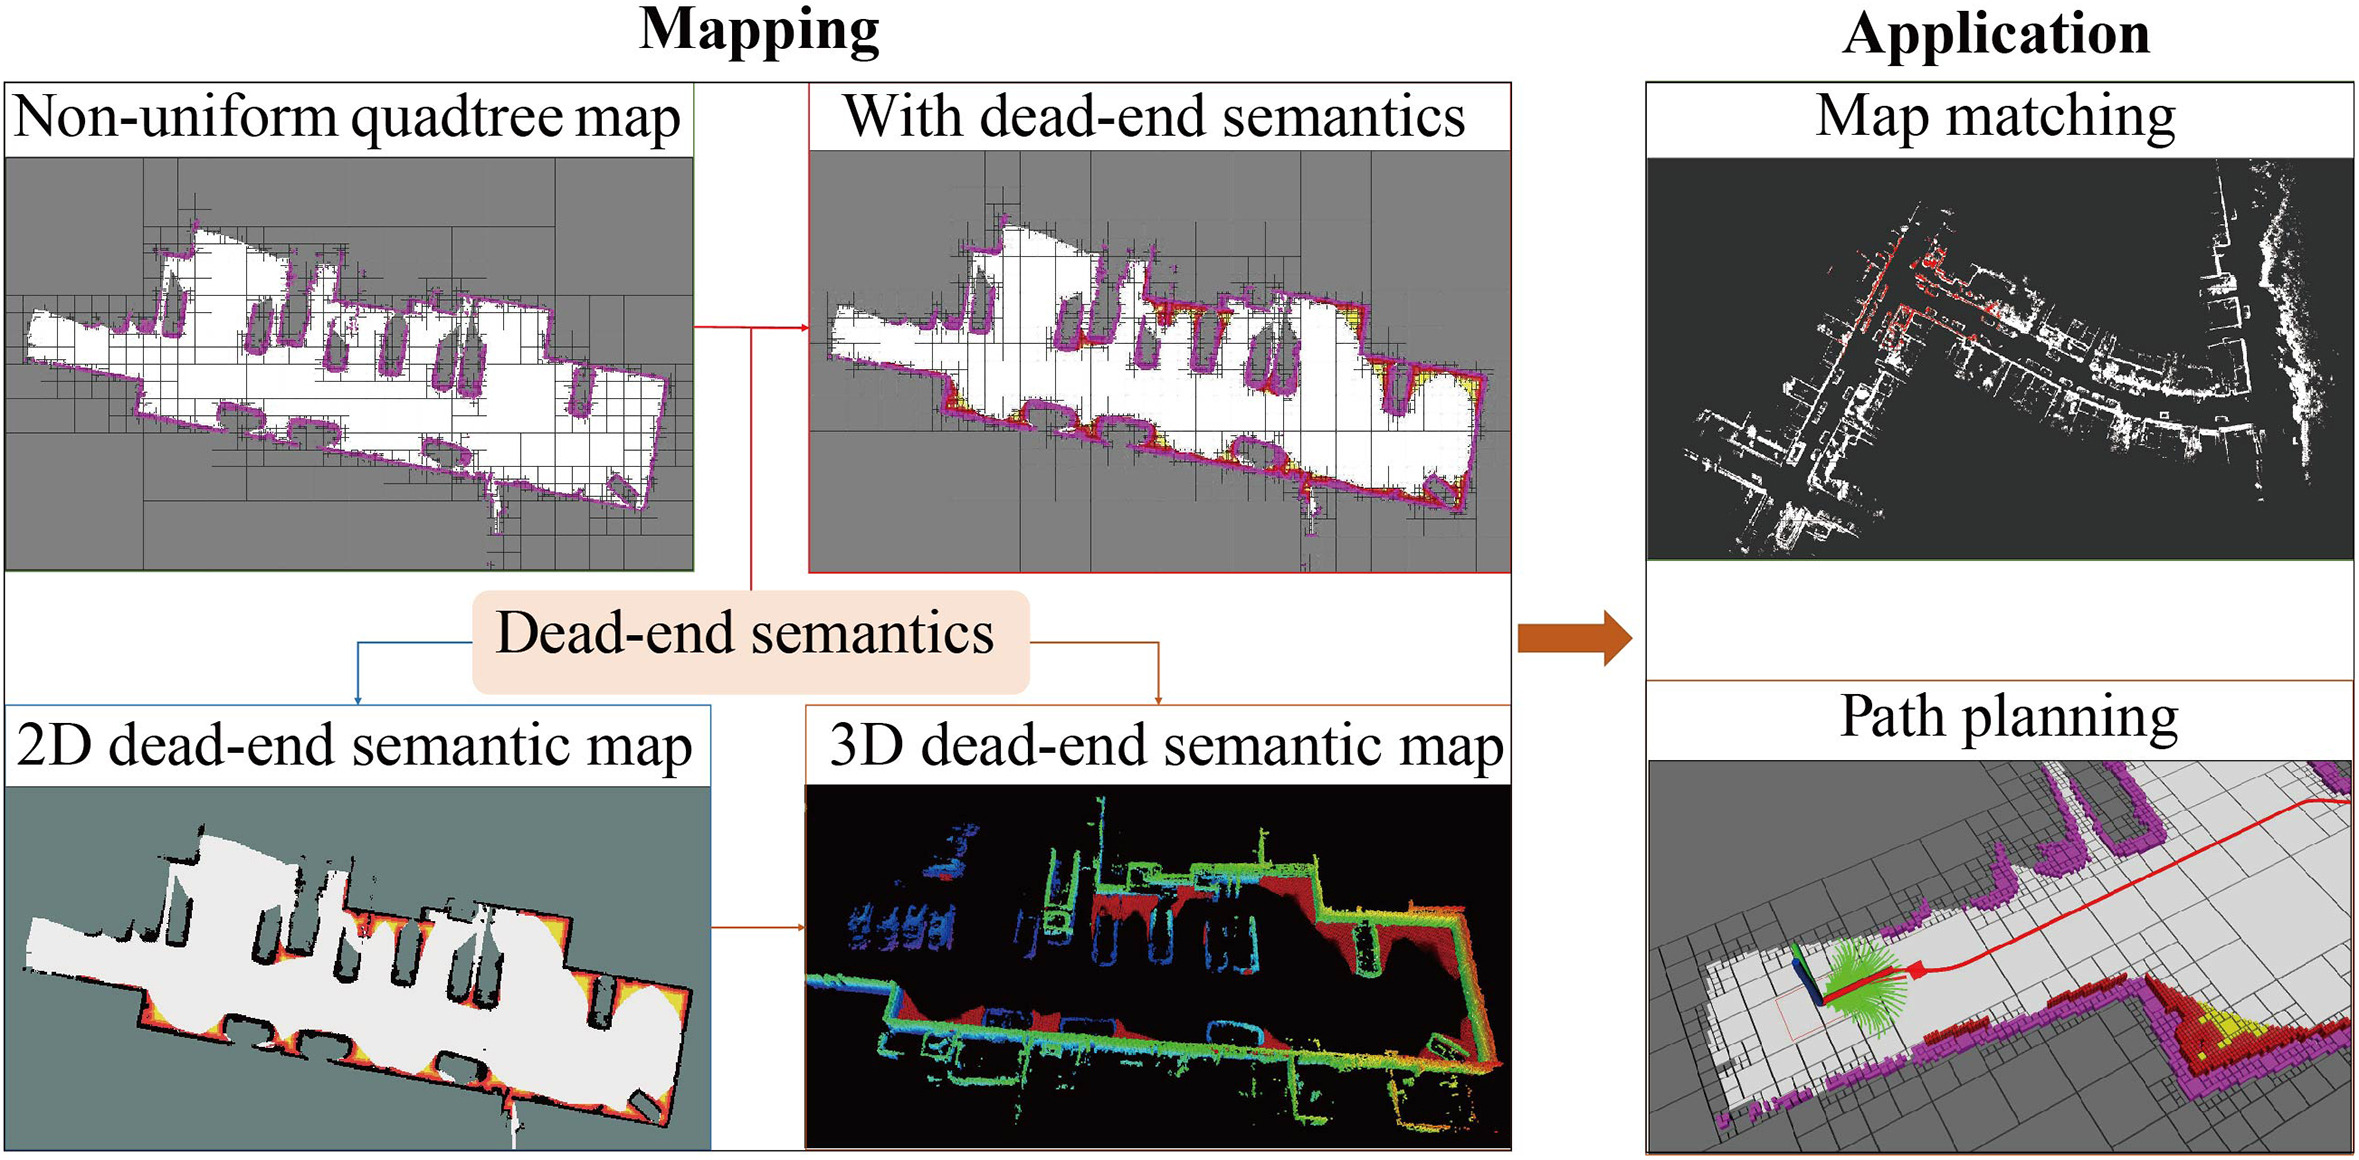 Mapping
Application
Non-uniform quadtree map
With dead-end semantics
Map matching
Dead-end semantics
2D dead-end semantic map
3D dead-end semantic map
Path planning